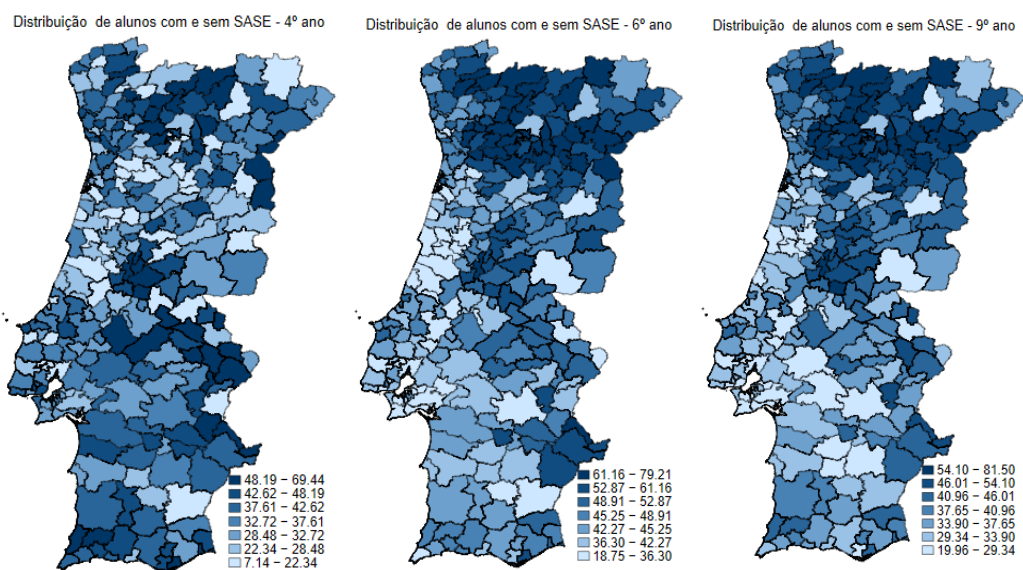 Distribuição de alunos com e sem SASE - 4º ano
48.19 − 69.44
42.62 − 48.19
37.61 − 42.62
32.72 − 37.61
28.48 − 32.72
22.34 − 28.48
7.14 − 22.34
Distribuição de alunos com e sem SASE - 6º ano
61.16 − 79.21
52.87 − 61.16
48.91 − 52.87
45.25 − 48.91
42.27 − 45.25
36.30 − 42.27
18.75 − 36.30
Distribuição de alunos com e sem SASE - 9º ano
54.10 − 81.50
46.01 − 54.10
40.96 − 46.01
37.65 − 40.96
33.90 − 37.65
29.34 − 33.90
19.96 − 29.34